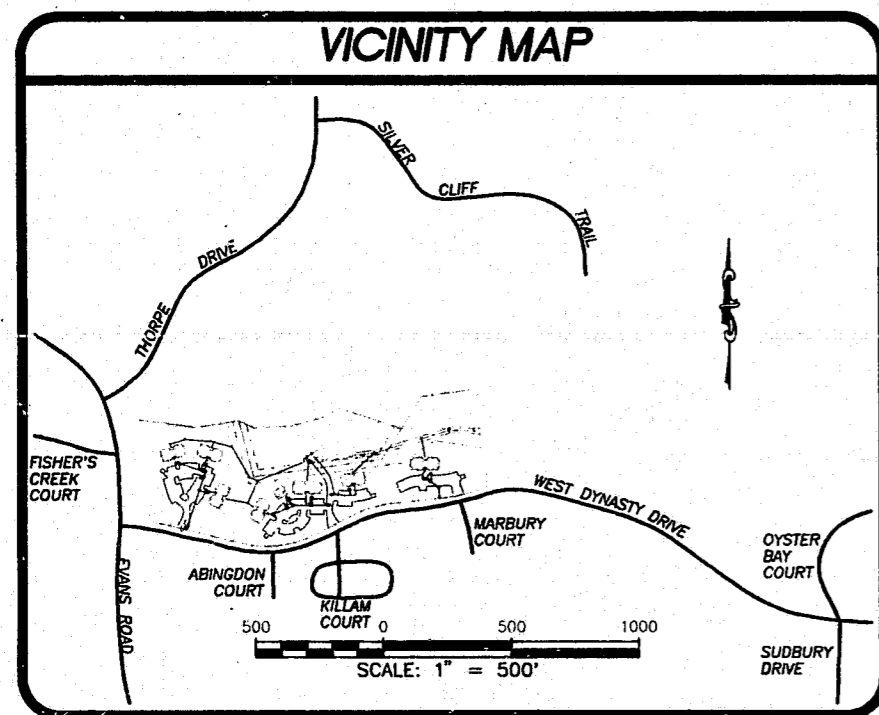 VICINITY MAP
SILVER
CLIFF
TRAIL
DRIVE
THORPE
FISHER'S
CREEK
COURT
WEST DYNASTY DRIVE
MARBURY
COURT
OYSTER
BAY
COURT
ABINGDON
COURT
EVANS ROAD
KILLAM
COURT
SUDBURY
DRIVE
500 0 500 1000
SCALE: 1" = 500'